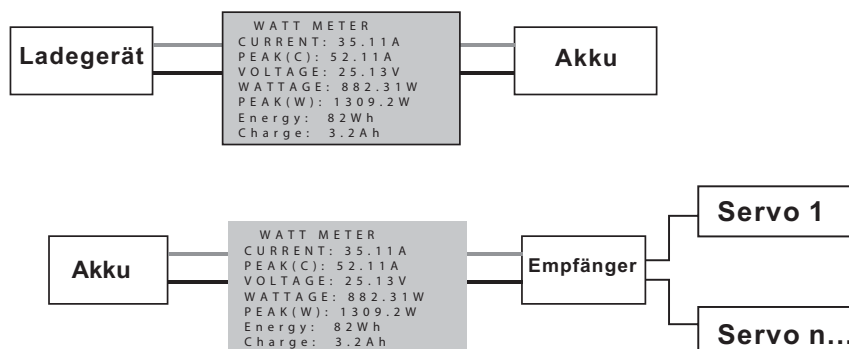 Ladegerät
WATT METER
CURRENT: 35.11A
PEAK(C): 52.11A
VOLTAGE: 25.13V
WATTAGE: 882.31W
PEAK(W): 1309.2W
Energy: 82Wh
Charge: 3.2Ah
Akku
Akku
WATT METER
CURRENT: 35.11A
PEAK(C): 52.11A
VOLTAGE: 25.13V
WATTAGE: 882.31W
PEAK(W): 1309.2W
Energy: 82Wh
Charge: 3.2Ah
Empfänger
Servo 1
Servo n...